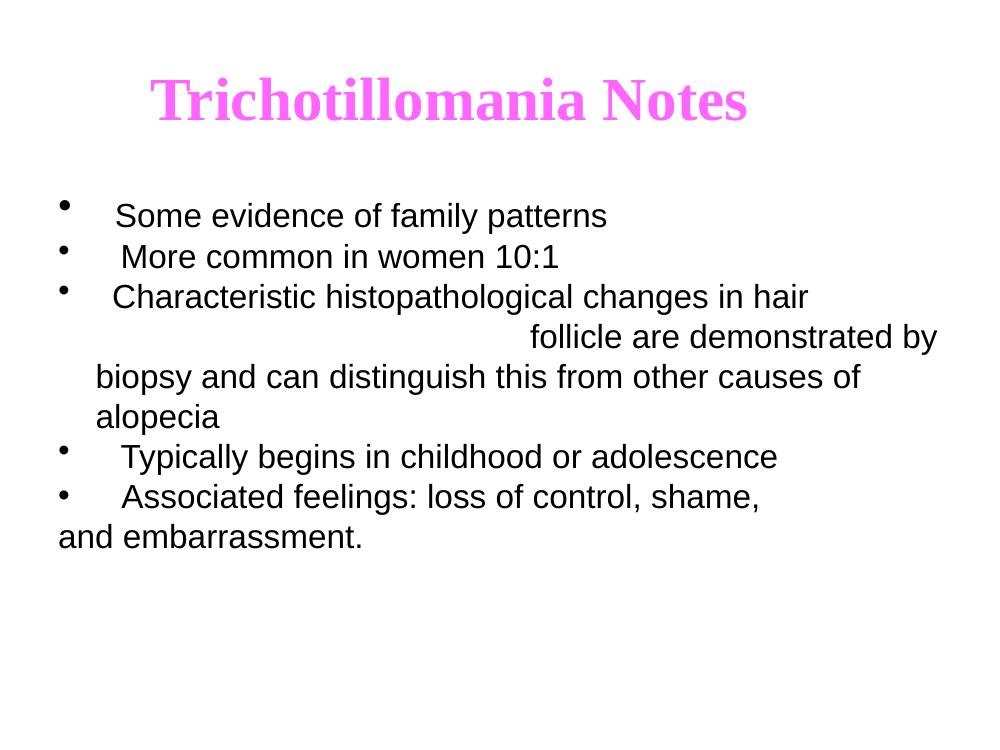 Trichotillomania Notes
• Some evidence of family patterns
• More common in women 10:1
• Characteristic histopathological changes in hair
follicle are demonstrated by
biopsy and can distinguish this from other causes of
alopecia
• Typically begins in childhood or adolescence
• Associated feelings: loss of control, shame,
and embarrassment.